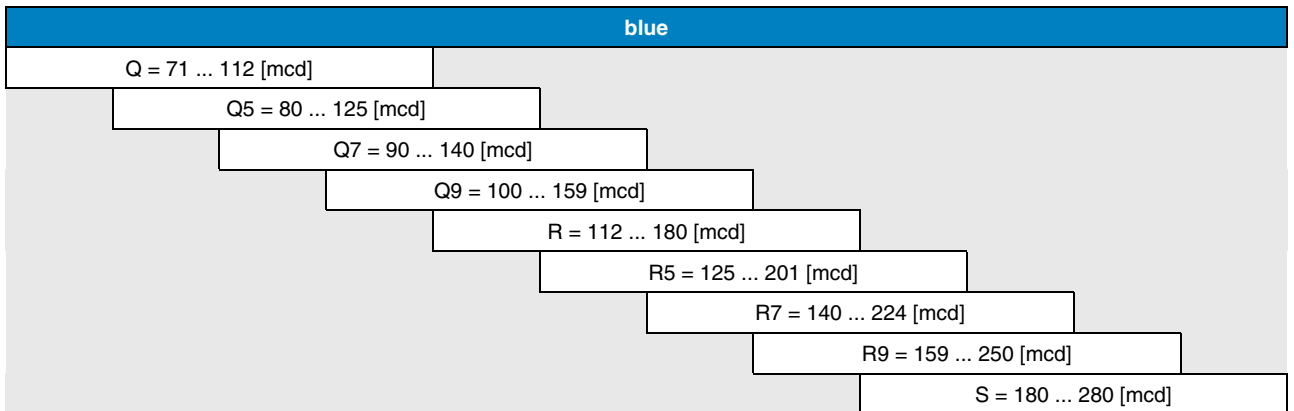 blue
Q = 71 ... 112 [mcd]
Q5 = 80 ... 125 [mcd]
Q7 = 90 ... 140 [mcd]
Q9 = 100 ... 159 [mcd]
R = 112 ... 180 [mcd]
R5 = 125 ... 201 [mcd]
R7 = 140 ... 224 [mcd]
R9 = 159 ... 250 [mcd]
S = 180 ... 280 [mcd]